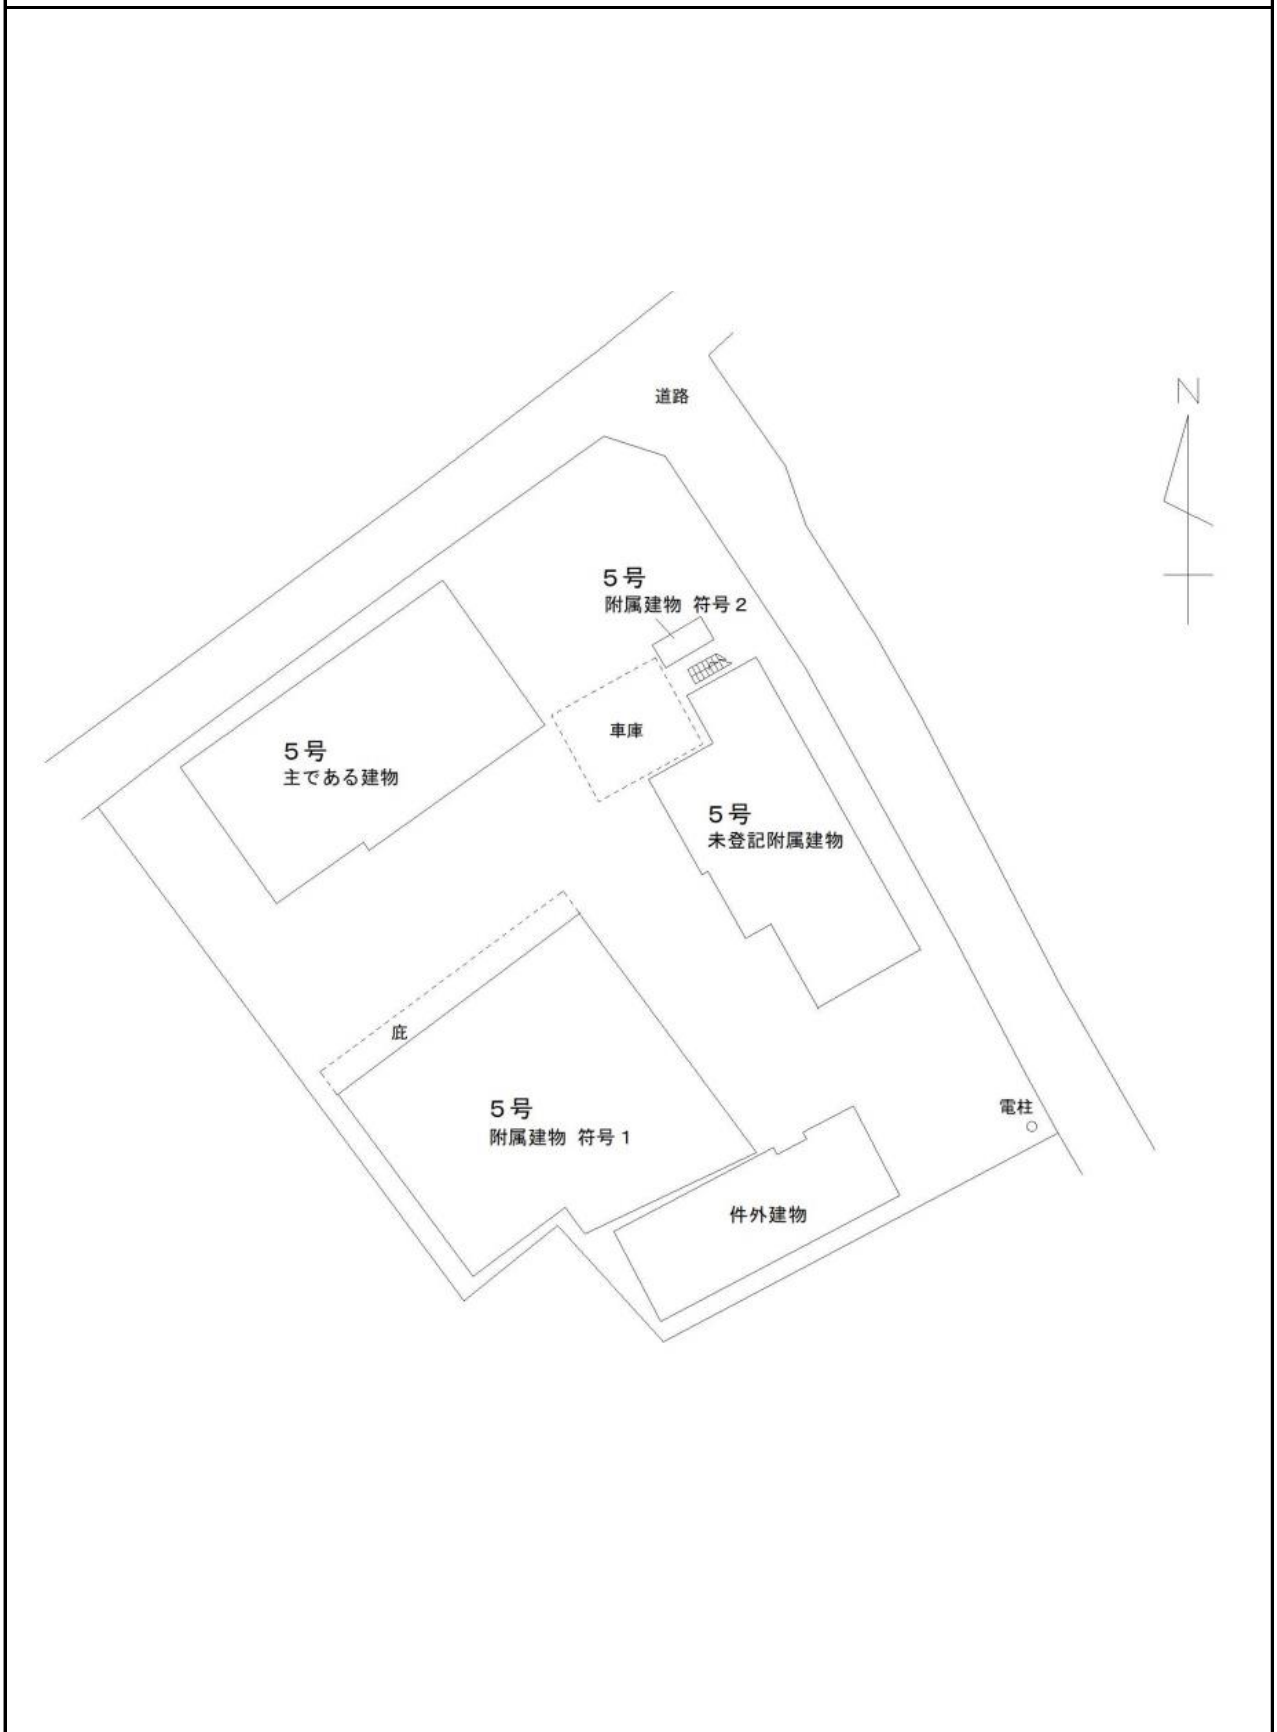 N
道路
５号
附属建物 符号２
車庫
５号
主である建物
５号
未登記附属建物
庇
５号
附属建物 符号１
電柱
件外建物